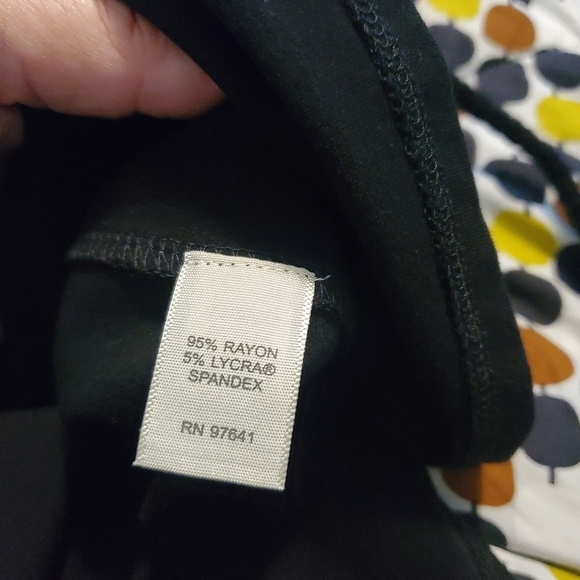 95% RAYON
5% LYCRA®
SPANDEX
RN 97641